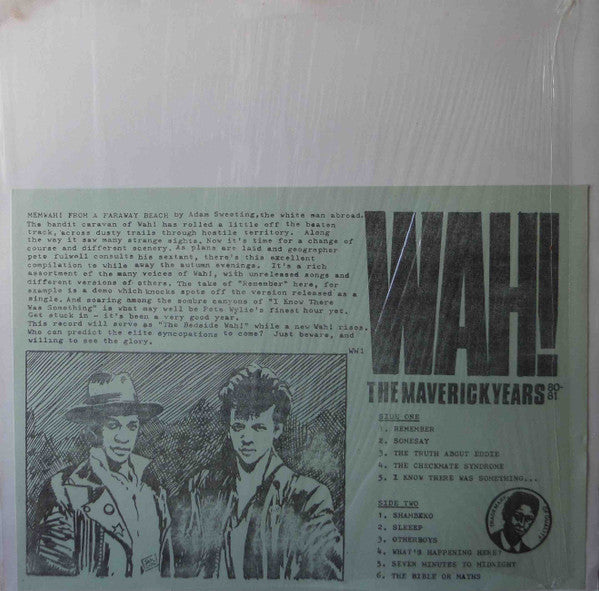 MEMWAH! FROM A FARAWAY BEACH by Adam Sweeting, the white man abroad.
The bandit caravan of Wah! has rolled a little off the beaten
track, across dusty trails through hostile territory. Along
the way it saw many strange sights. Now it's time for a change of
course and different scenery. As plans are laid and geographer
pete fulwell consults his sextant, there's this excellent
compilation to while away the autumn evenings. It's a rich
assortment of the many voices of Wah!, with unreleased songs and
different versions of others. The take of "Remember" here, for
example is a demo which knocks spots off the version released as a
single. And soaring among the sombre canyons of "I Know There
Was Something" is what may well be Pete Wylie's finest hour yet.
Get stuck in - it's been a very good year.
This record will serve as "The Bedside Wah!" while a new Wah! rises.
Who can predict the elite syncopations to come? Just beware, and
willing to see the glory.
WW1
WAH!
THE MAVERICK YEARS 80-81
SIDE ONE
1. REMEMBER
2. SOMESAY
3. THE TRUTH ABOUT EDDIE
4. THE CHECKMATE SYNDROME
5. I KNOW THERE WAS SOMETHING...
SIDE TWO
1. SHAMBEKO
2. SLEEEP
3. OTHERBOYS
4. WHAT'S HAPPENING HERE?
5. SEVEN MINUTES TO MIDNIGHT
6. THE BIBLE OR MATHS